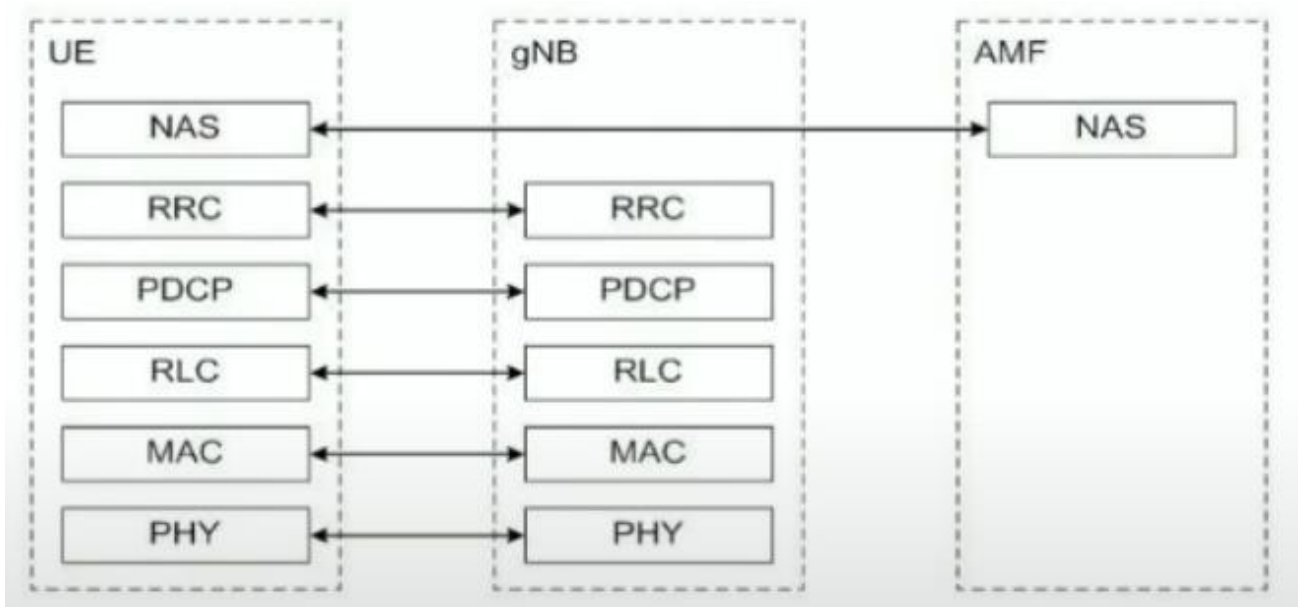 UE gNB AMF
NAS NAS
RRC RRC
PDCP PDCP
RLC RLC
MAC MAC
PHY PHY